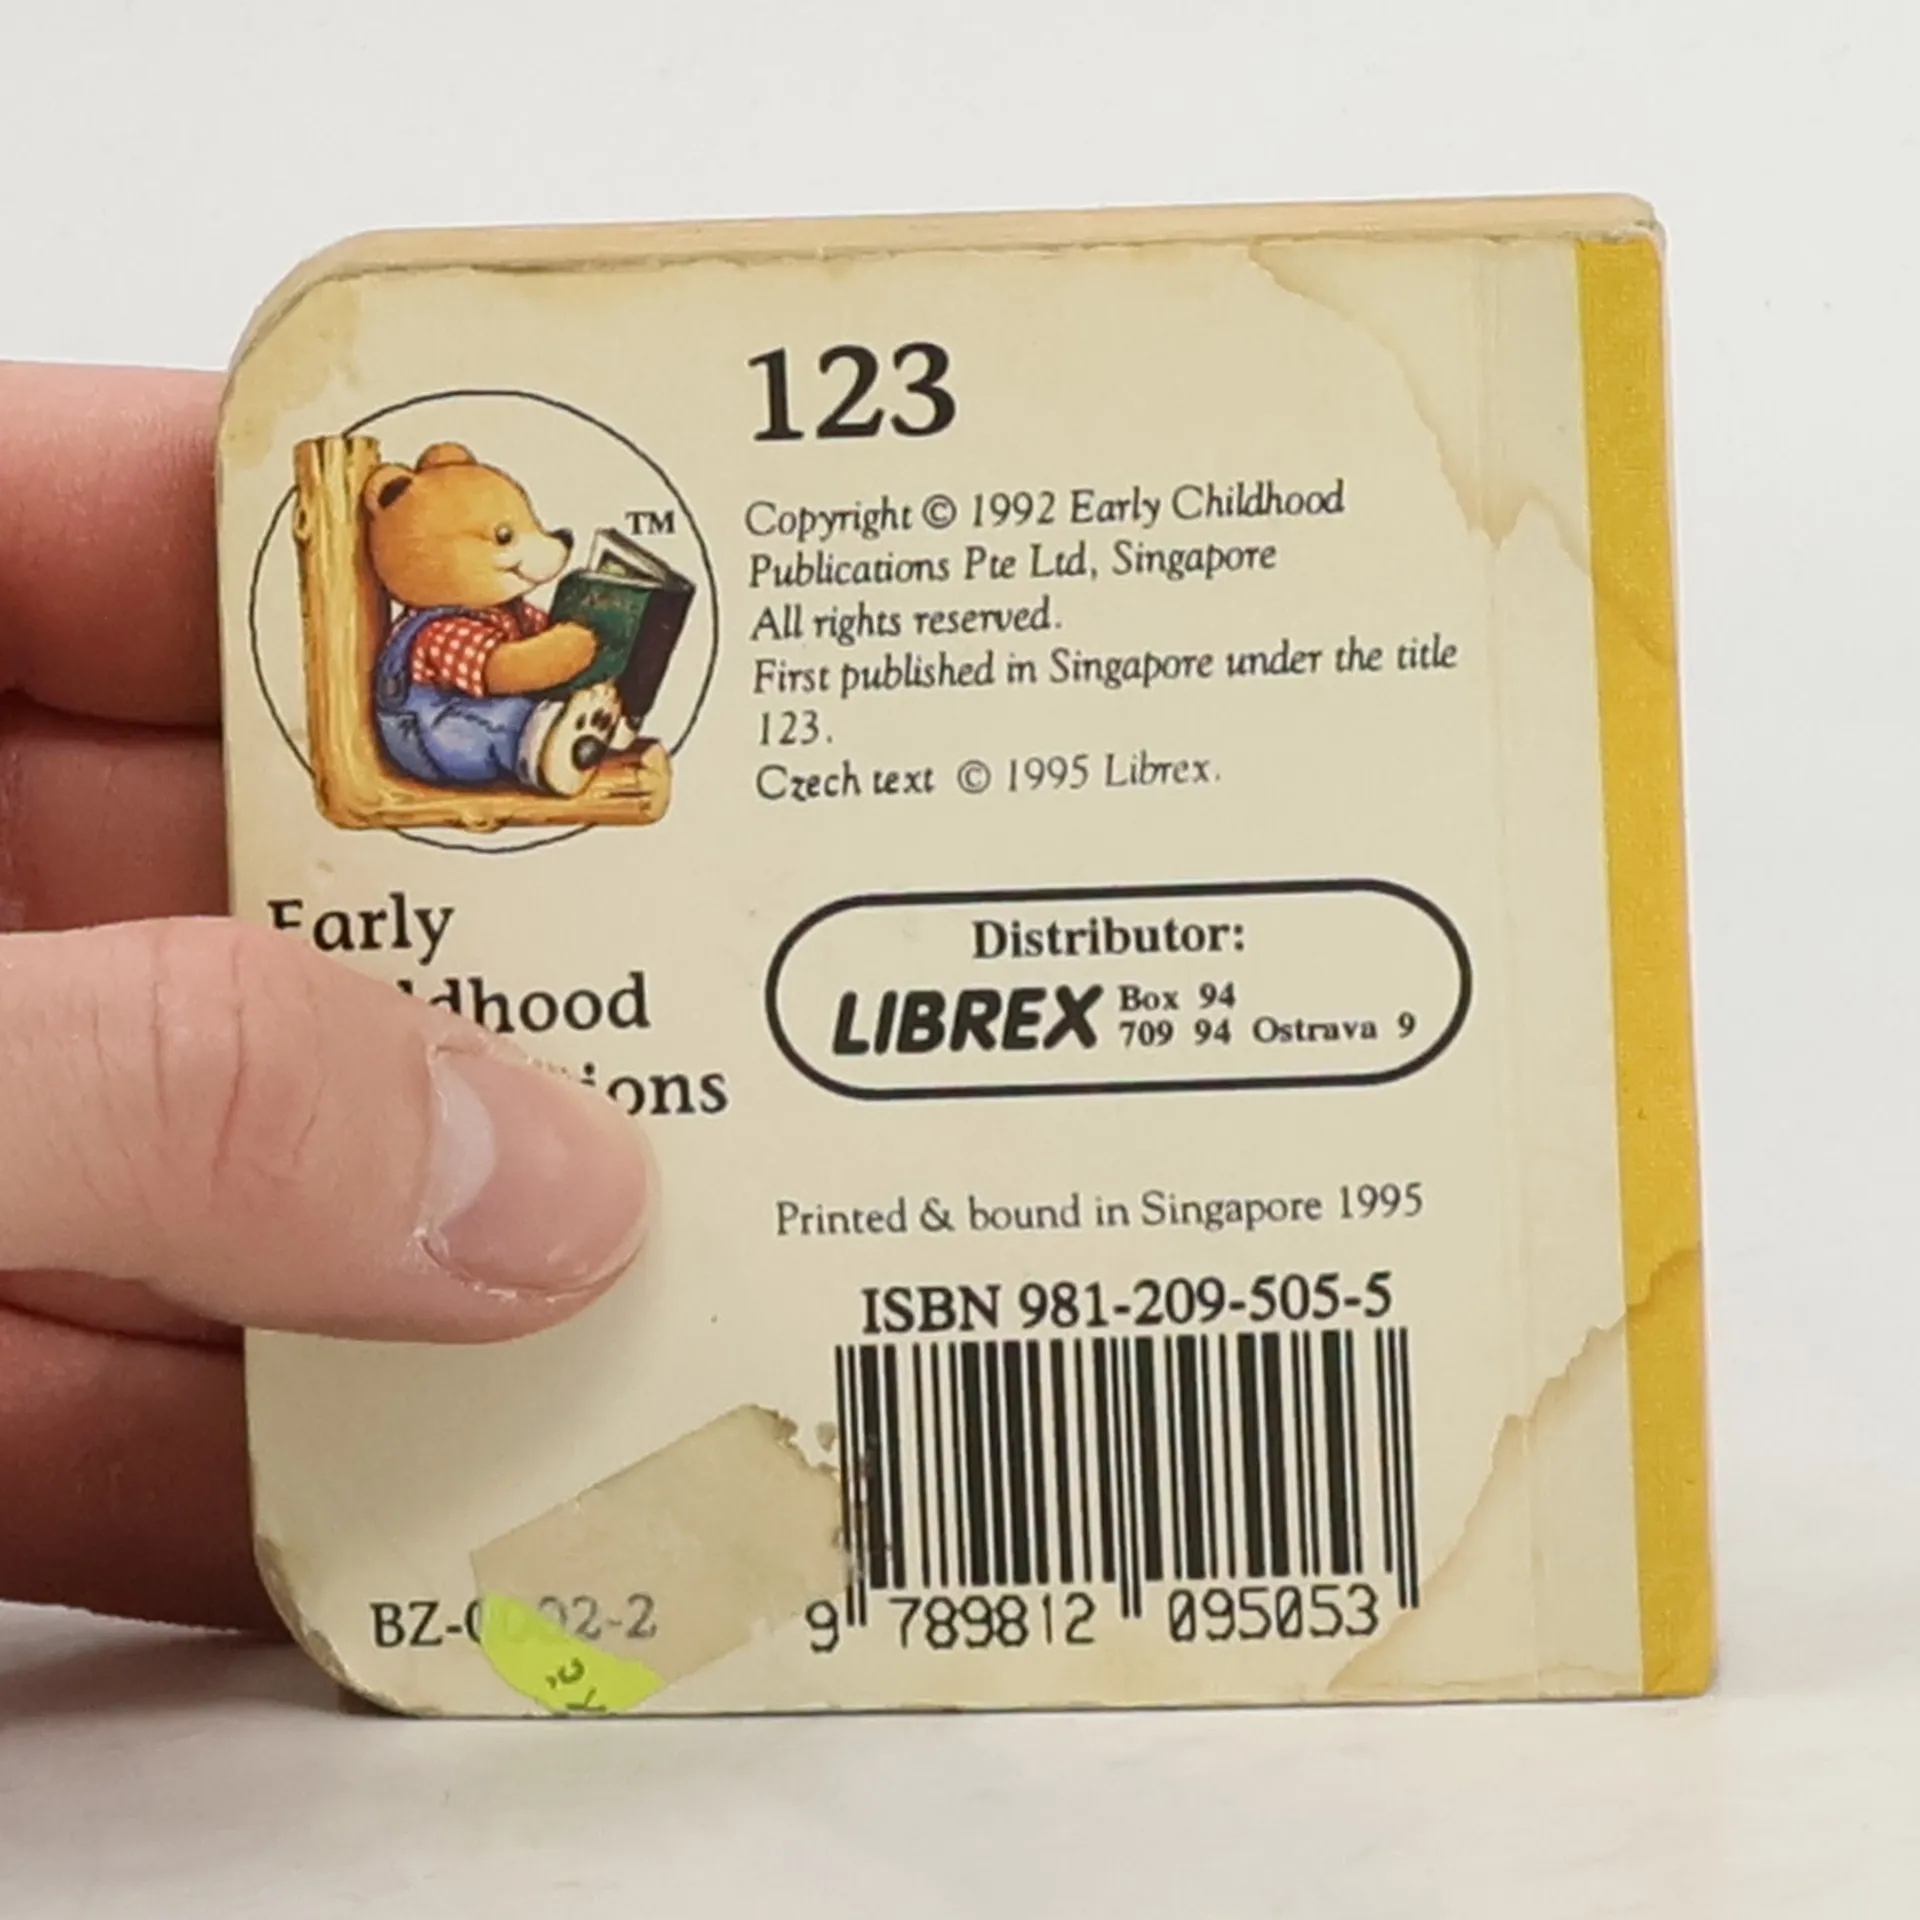 123
TM
Copyright © 1992 Early Childhood
Publications Pte Ltd, Singapore
All rights reserved.
First published in Singapore under the title
123.
Czech text © 1995 Librex.
Early
Distributor:
LIBREX Box 94
709 94 Ostrava 9
Printed & bound in Singapore 1995
ISBN 981-209-505-5
9 789812 095053